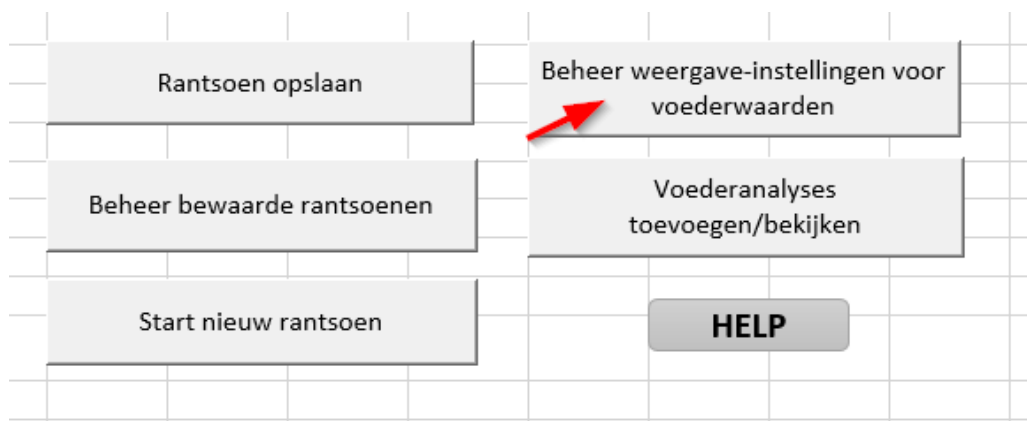 Rantsoen opslaan
Beheer weergave-instellingen voor
voederwaarden
Beheer bewaarde rantsoenen
Voederanalyses
toevoegen/bekijken
Start nieuw rantsoen
HELP